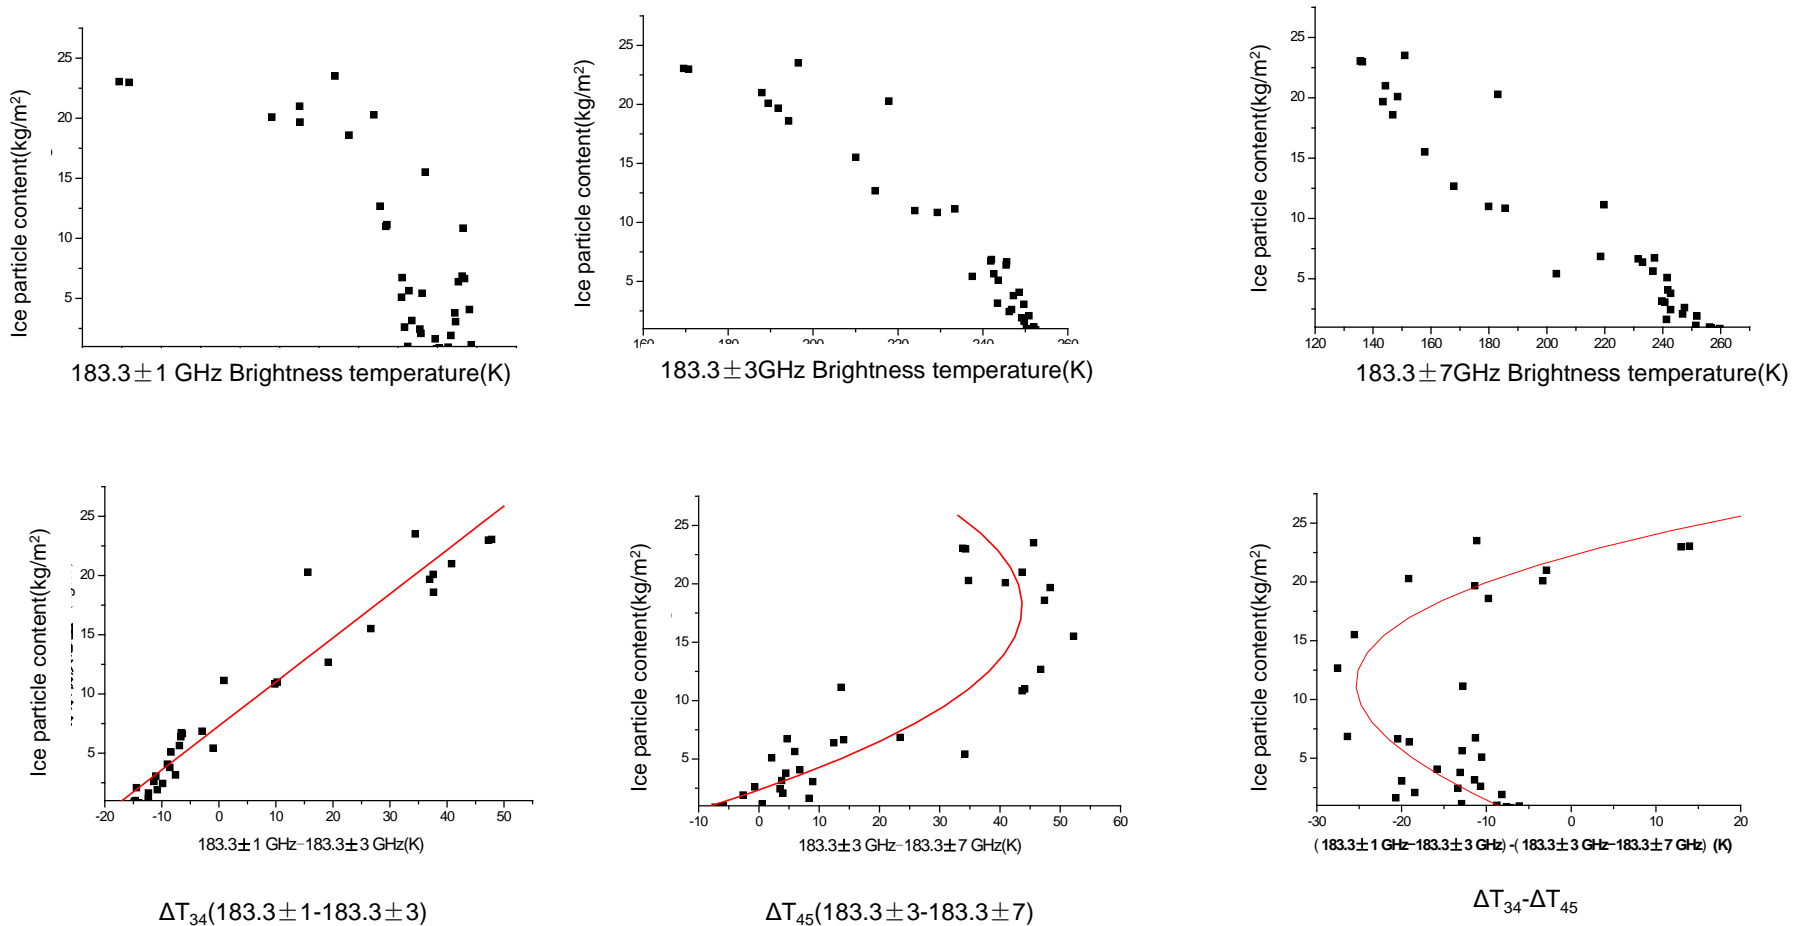 25
20
15
10
5
Ice particle content(kg/m²)
183.3±1 GHz Brightness temperature(K)
25
20
15
10
5
Ice particle content(kg/m²)
160 180 200 220 240 260
183.3±3GHz Brightness temperature(K)
25
20
15
10
5
Ice particle content(kg/m²)
120 140 160 180 200 220 240 260
183.3±7GHz Brightness temperature(K)
25
20
15
10
5
Ice particle content(kg/m²)
-20 -10 0 10 20 30 40 50
183.3±1 GHz-183.3±3 GHz(K)
ΔT₃₄(183.3±1-183.3±3)
25
20
15
10
5
Ice particle content(kg/m²)
-10 0 10 20 30 40 50 60
183.3±3 GHz-183.3±7 GHz(K)
ΔT₄₅(183.3±3-183.3±7)
25
20
15
10
5
Ice particle content(kg/m²)
-30 -20 -10 0 10 20
(183.3±1 GHz-183.3±3 GHz)-(183.3±3 GHz-183.3±7 GHz) (K)
ΔT₃₄-ΔT₄₅